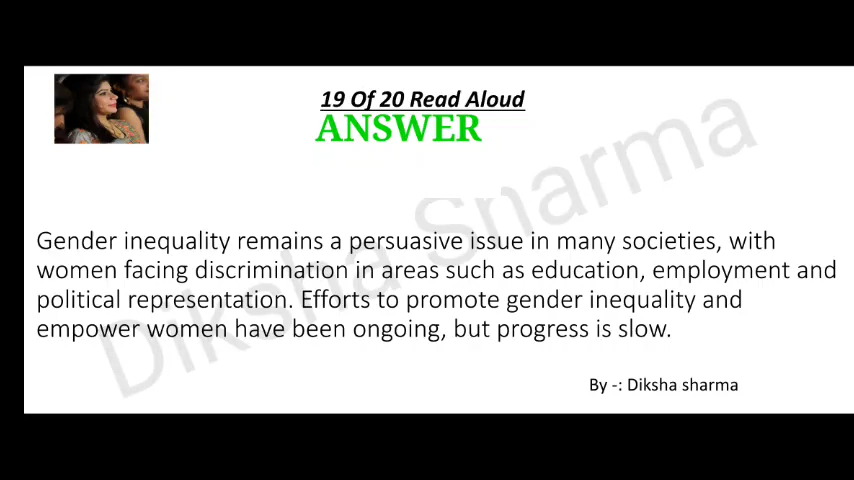 19 Of 20 Read Aloud
ANSWER
Diksha Sharma
Gender inequality remains a persuasive issue in many societies, with
women facing discrimination in areas such as education, employment and
political representation. Efforts to promote gender inequality and
empower women have been ongoing, but progress is slow.
By -: Diksha sharma